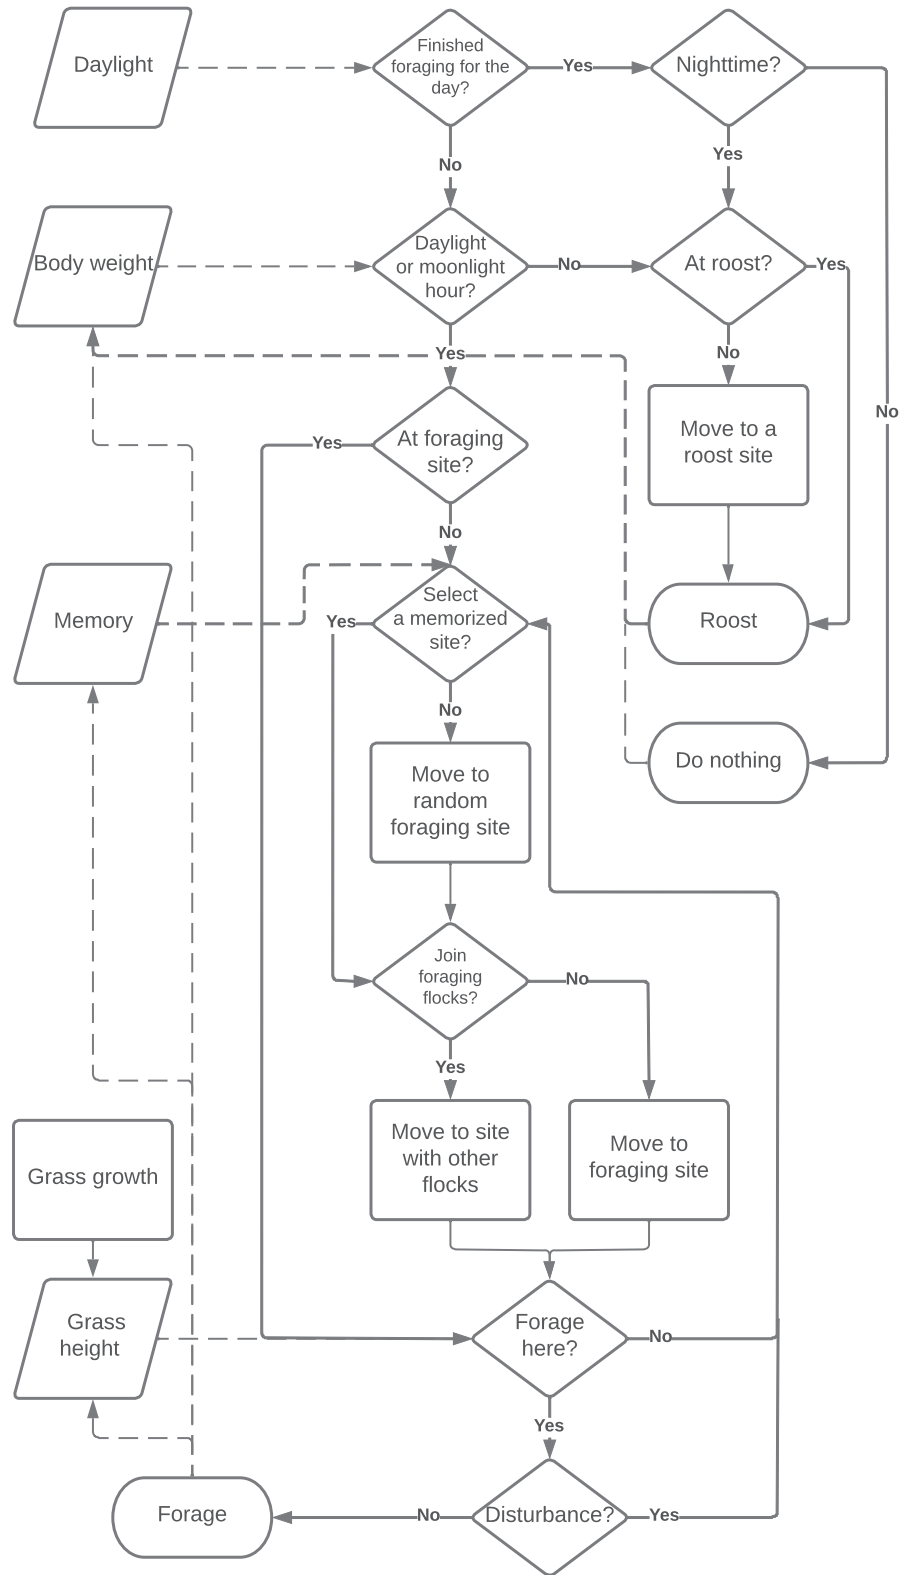 Daylight
Finished
foraging for the
day?
Yes
Nighttime?
No
Yes
Body weight
Daylight
or moonlight
hour?
No
At roost?
Yes
Yes
No
No
At foraging
site?
Yes
Move to a
roost site
No
Memory
Select
a memorized
site?
Yes
Roost
No
Do nothing
Move to
random
foraging site
Join
foraging
flocks?
No
Yes
Grass growth
Move to site
with other
flocks
Move to
foraging site
Grass
height
Forage
here?
No
Yes
Forage
No
Disturbance?
Yes